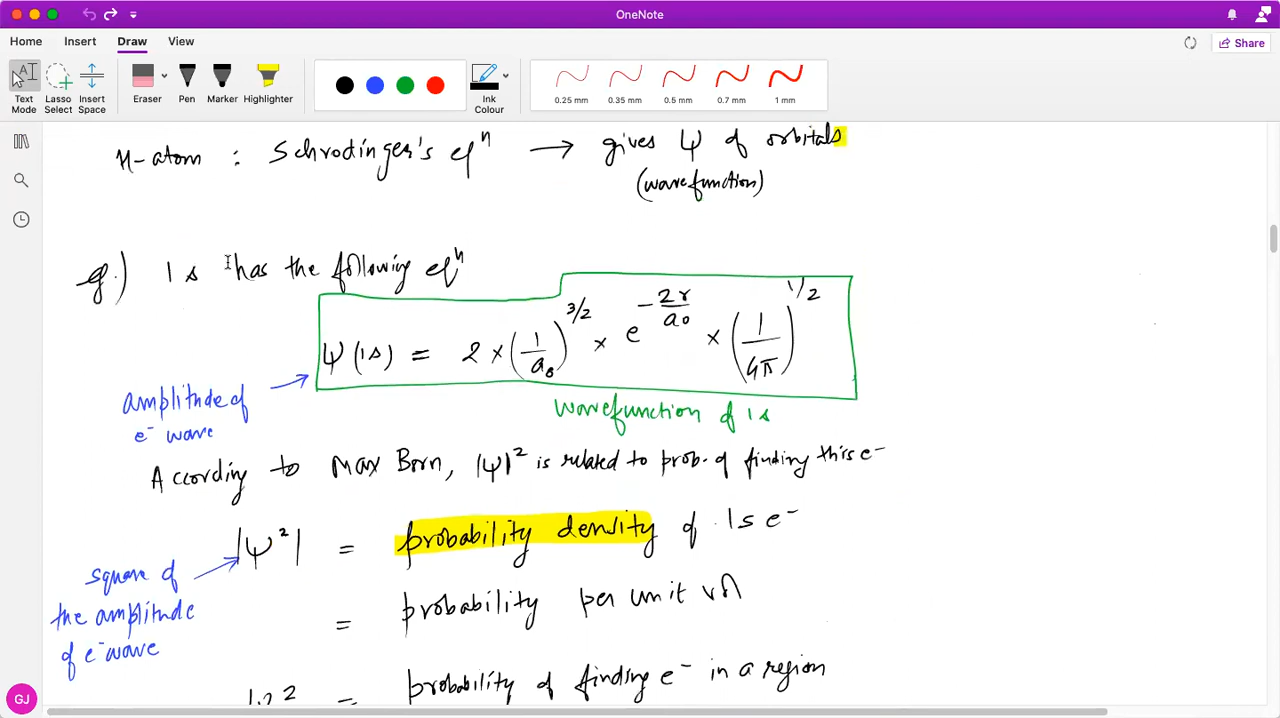 OneNote
Home Insert Draw View
Share
Text Mode
Lasso Select
Insert Space
Eraser
Pen
Marker
Highlighter
Ink Colour
0.25 mm 0.35 mm 0.5 mm 0.7 mm 1 mm
H-atom : Schrodinger's eqⁿ → gives Ψ of orbitals
(wavefunction)
eg.) 1s has the following eqⁿ
Ψ(1s) = 2 × (1/a₀)^3/2 × e^-2r/a₀ × (1/4π)^1/2
amplitude of
e⁻ wave
wavefunction of 1s
According to Max Born, |Ψ|² is related to prob. of finding this e⁻
|Ψ²| = probability density of 1s e⁻
square of
the amplitude
of e⁻ wave
= probability per unit vol
= probability of finding e⁻ in a region
GJ